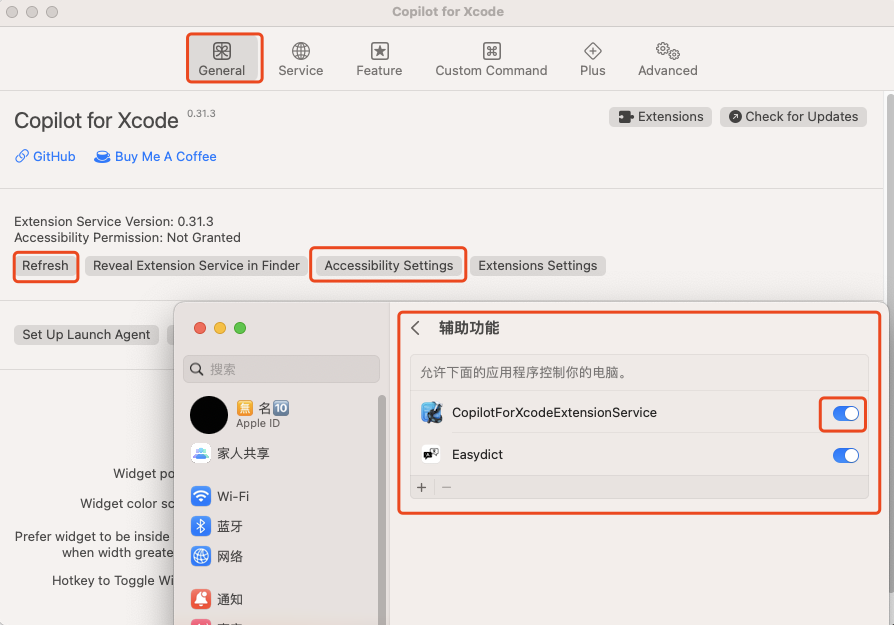 Copilot for Xcode
General
Service
Feature
Custom Command
Plus
Advanced
Copilot for Xcode 0.31.3
Extensions
Check for Updates
GitHub
Buy Me A Coffee
Extension Service Version: 0.31.3
Accessibility Permission: Not Granted
Refresh
Reveal Extension Service in Finder
Accessibility Settings
Extensions Settings
Set Up Launch Agent
Widget po
Widget color sc
Prefer widget to be inside
when width greate
Hotkey to Toggle Wi
搜索
無 名10
Apple ID
家人共享
Wi-Fi
蓝牙
网络
通知
辅助功能
允许下面的应用程序控制你的电脑。
CopilotForXcodeExtensionService
Easydict